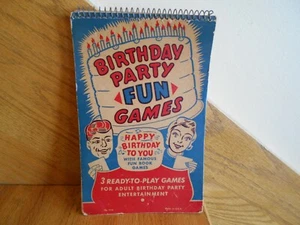 BIRTHDAY
PARTY
FUN
GAMES
HAPPY
BIRTHDAY
TO YOU
WITH FAMOUS
FUN BOOK
GAMES
3 READY-TO-PLAY GAMES
FOR ADULT BIRTHDAY PARTY
ENTERTAINMENT